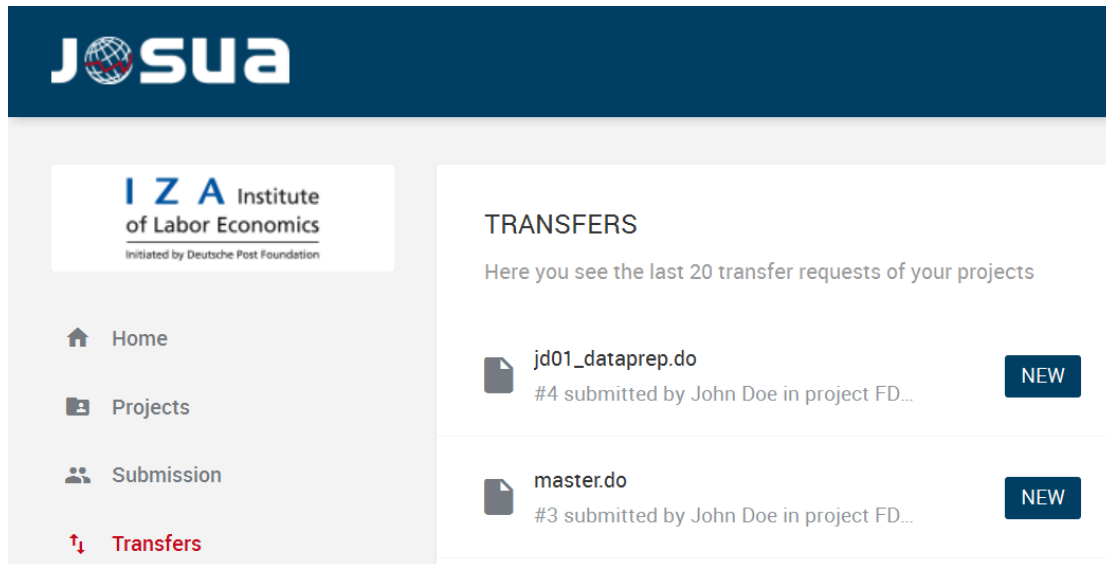 Josua
I Z A Institute
of Labor Economics
Initiated by Deutsche Post Foundation
Home
Projects
Submission
Transfers
TRANSFERS
Here you see the last 20 transfer requests of your projects
jd01_dataprep.do
#4 submitted by John Doe in project FD...
NEW
master.do
#3 submitted by John Doe in project FD...
NEW